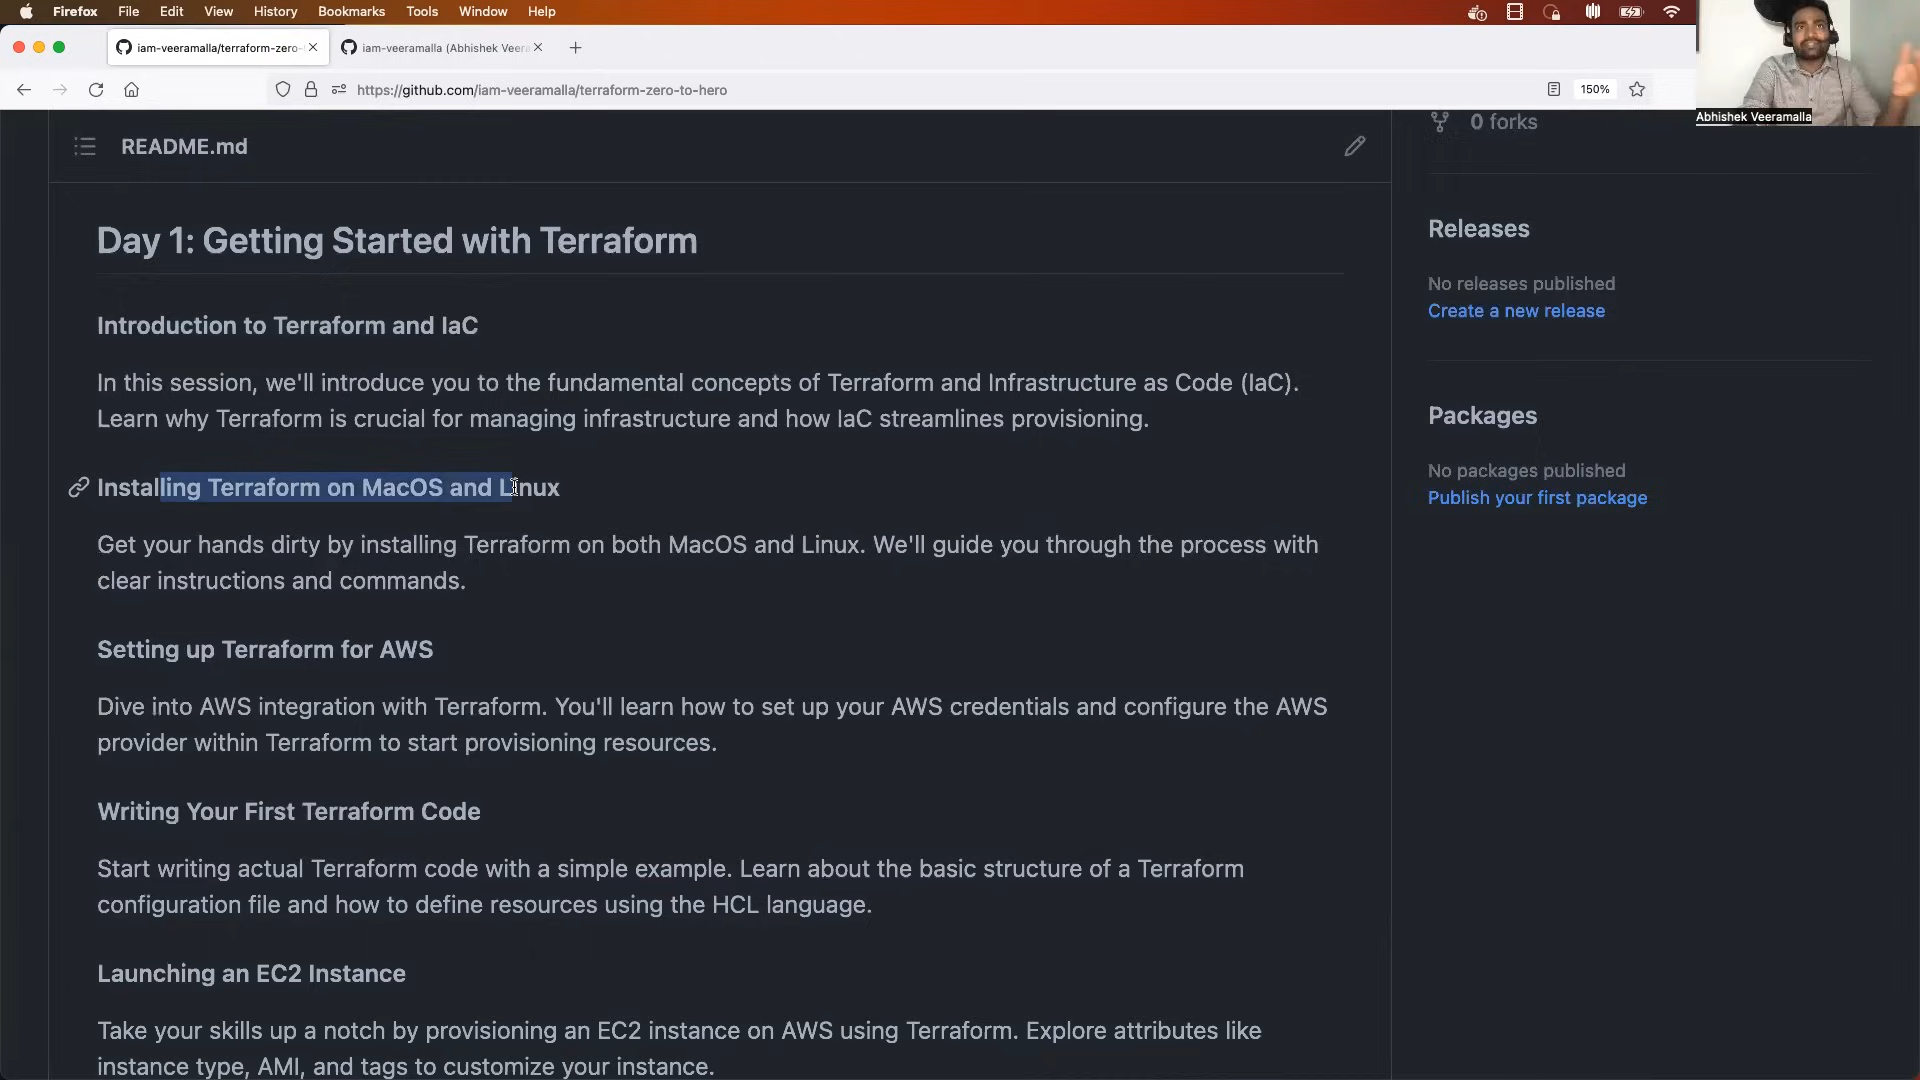 Firefox File Edit View History Bookmarks Tools Window Help
iam-veeramalla/terraform-zero- iam-veeramalla (Abhishek Veera
https://github.com/iam-veeramalla/terraform-zero-to-hero 150%
Abhishek Veeramalla
0 forks
README.md
Day 1: Getting Started with Terraform
Releases
No releases published
Create a new release
Introduction to Terraform and IaC
In this session, we'll introduce you to the fundamental concepts of Terraform and Infrastructure as Code (IaC).
Learn why Terraform is crucial for managing infrastructure and how IaC streamlines provisioning.
Packages
No packages published
Publish your first package
Installing Terraform on MacOS and Linux
Get your hands dirty by installing Terraform on both MacOS and Linux. We'll guide you through the process with
clear instructions and commands.
Setting up Terraform for AWS
Dive into AWS integration with Terraform. You'll learn how to set up your AWS credentials and configure the AWS
provider within Terraform to start provisioning resources.
Writing Your First Terraform Code
Start writing actual Terraform code with a simple example. Learn about the basic structure of a Terraform
configuration file and how to define resources using the HCL language.
Launching an EC2 Instance
Take your skills up a notch by provisioning an EC2 instance on AWS using Terraform. Explore attributes like
instance type, AMI, and tags to customize your instance.